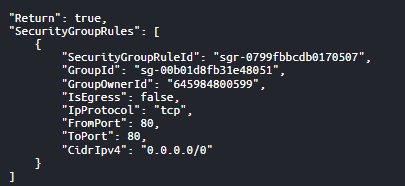 "Return": true,
"SecurityGroupRules": [
{
"SecurityGroupRuleId": "sgr-0799fbbcdb0170507",
"GroupId": "sg-00b01d8fb31e48051",
"GroupOwnerId": "645984800599",
"IsEgress": false,
"IpProtocol": "tcp",
"FromPort": 80,
"ToPort": 80,
"CidrIpv4": "0.0.0.0/0"
}
]